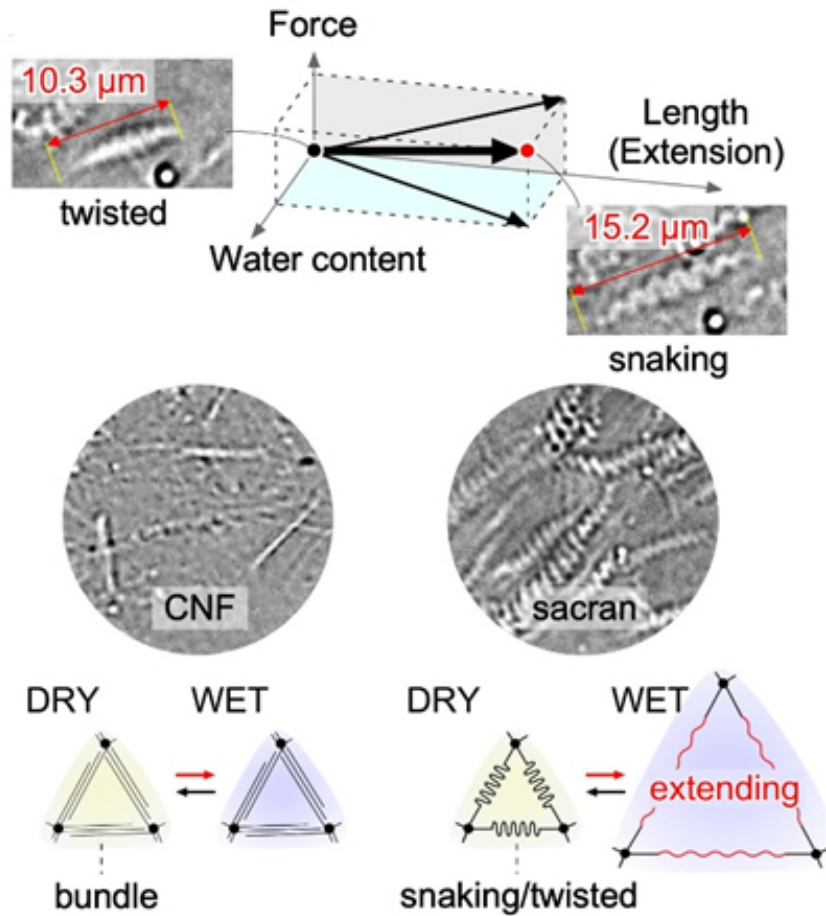 Force
10.3 µm
twisted
Length
(Extension)
15.2 µm
Water content
snaking
CNF
sacran
DRY
WET
DRY
WET
extending
bundle
snaking/twisted